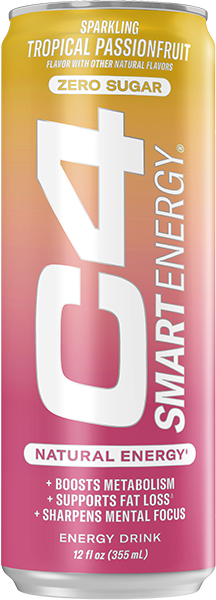 SPARKLING
TROPICAL PASSIONFRUIT
FLAVOR WITH OTHER NATURAL FLAVORS
ZERO SUGAR
C4
SMART ENERGY®
NATURAL ENERGY‡
+ BOOSTS METABOLISM
+ SUPPORTS FAT LOSS◊
+ SHARPENS MENTAL FOCUS
ENERGY DRINK
12 fl oz (355 mL)